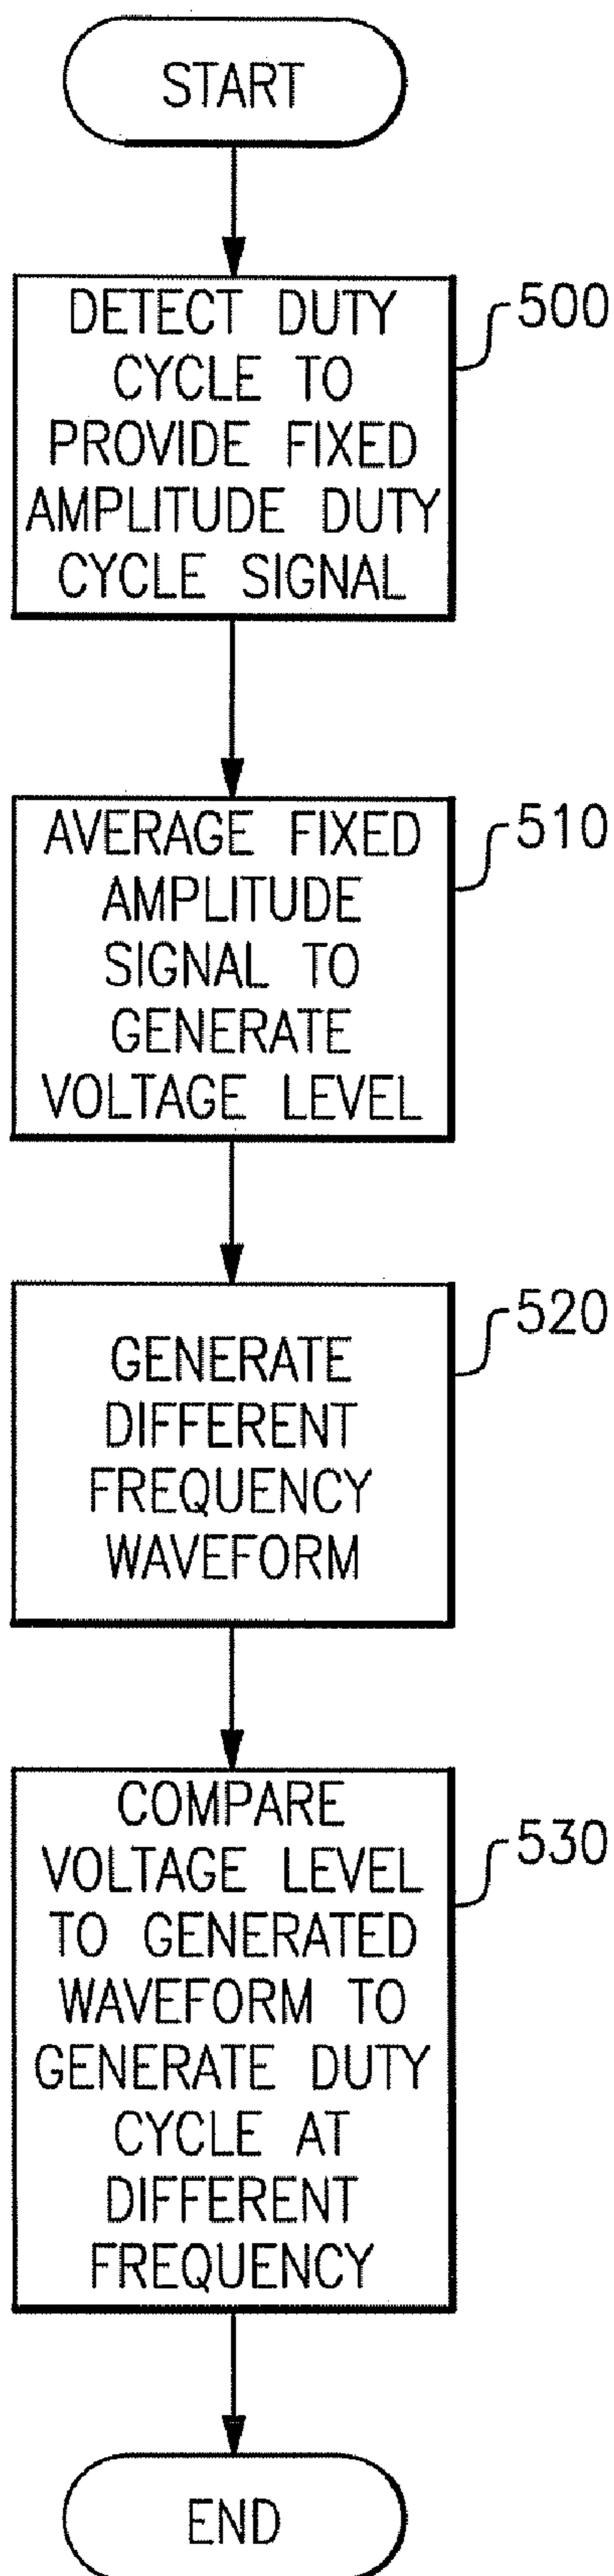 START
DETECT DUTY
CYCLE TO
PROVIDE FIXED
AMPLITUDE DUTY
CYCLE SIGNAL
500
AVERAGE FIXED
AMPLITUDE
SIGNAL TO
GENERATE
VOLTAGE LEVEL
510
GENERATE
DIFFERENT
FREQUENCY
WAVEFORM
520
COMPARE
VOLTAGE LEVEL
TO GENERATED
WAVEFORM TO
GENERATE DUTY
CYCLE AT
DIFFERENT
FREQUENCY
530
END